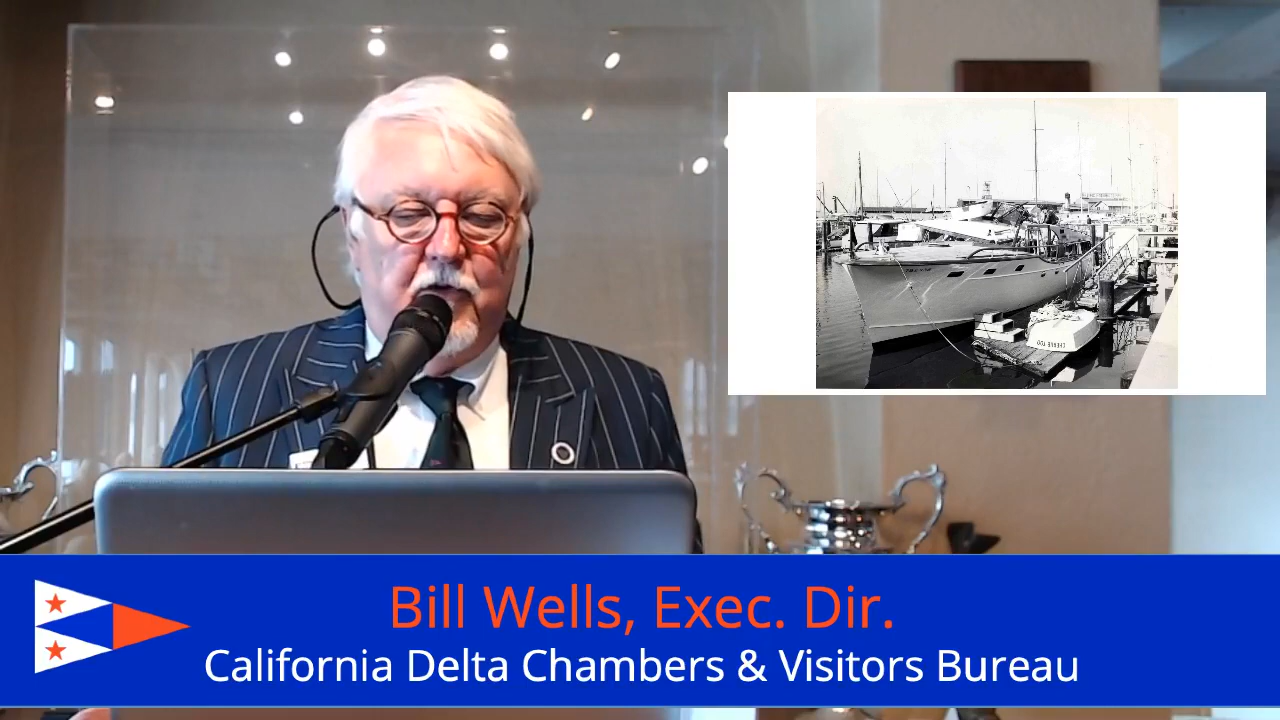 Bill Wells, Exec. Dir.
California Delta Chambers & Visitors Bureau